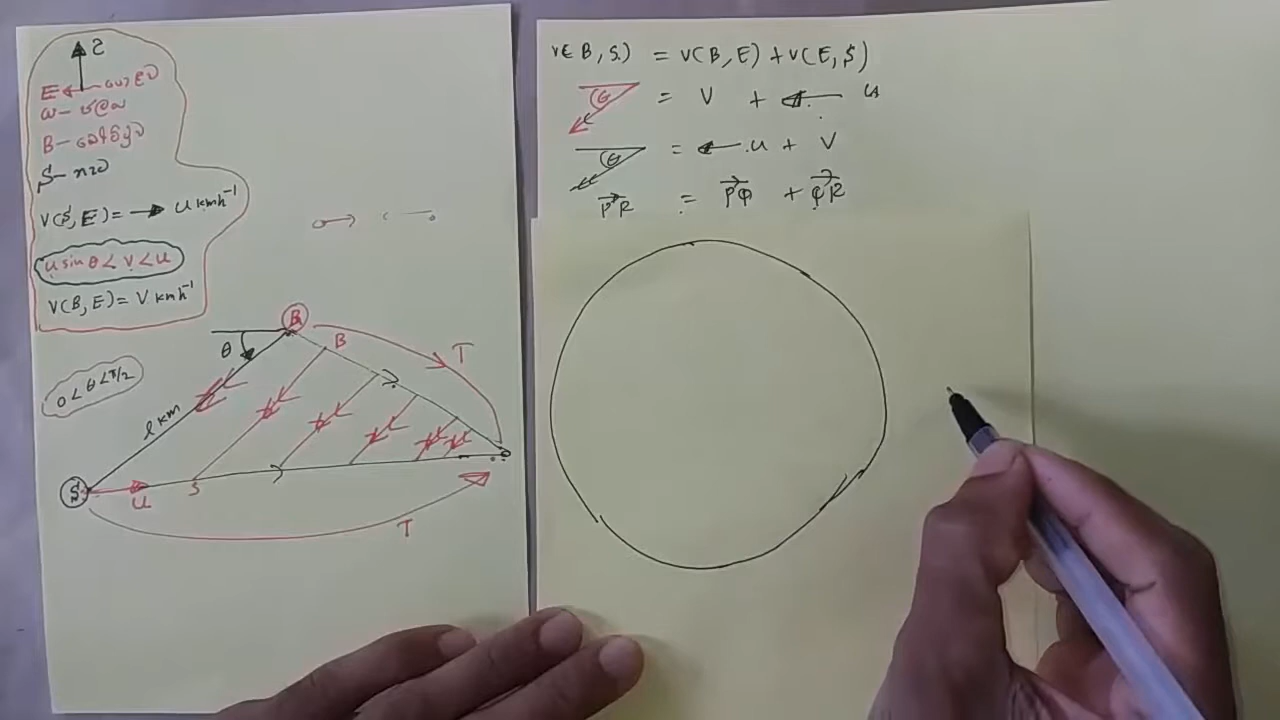 E
B –
S –
V(S, E) = → u kmh⁻¹
u sin θ < v < u
V(B, E) = V kmh⁻¹
B
B
θ
T
0 < θ < π/2
l km
S
u
S
T
V(B, S) = V(B, E) + V(E, S)
θ = V + ← u
θ = ← u + V
PR = PQ + QR